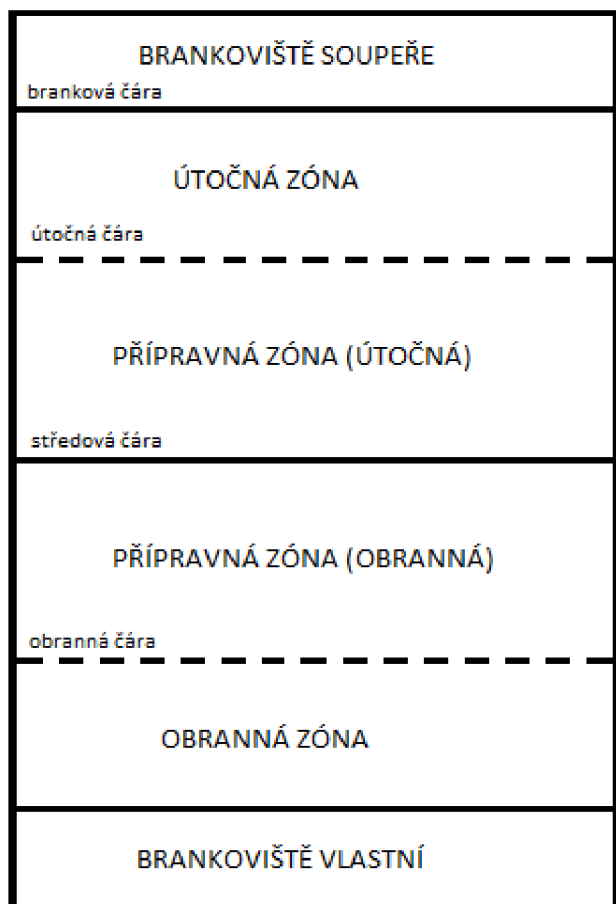 BRANKOVIŠTĚ SOUPEŘE
branková čára
ÚTOČNÁ ZÓNA
útočná čára
PŘÍPRAVNÁ ZÓNA (ÚTOČNÁ)
středová čára
PŘÍPRAVNÁ ZÓNA (OBRANNÁ)
obranná čára
OBRANNÁ ZÓNA
BRANKOVIŠTĚ VLASTNÍ